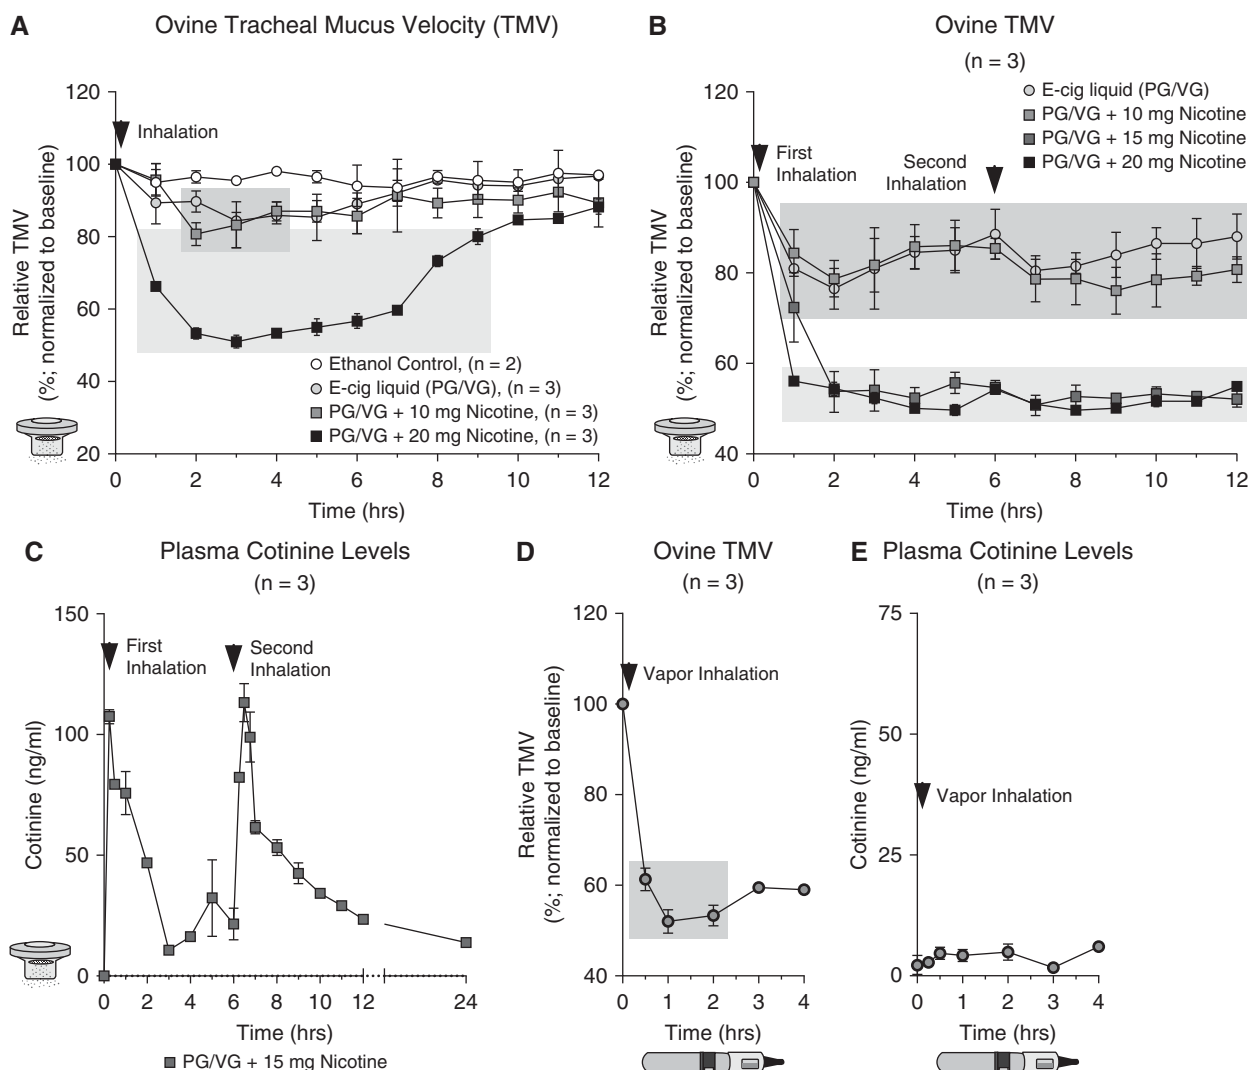 A
Ovine Tracheal Mucus Velocity (TMV)
Relative TMV
(%; normalized to baseline)
120
100
80
60
40
20
Inhalation
Ethanol Control, (n = 2)
E-cig liquid (PG/VG), (n = 3)
PG/VG + 10 mg Nicotine, (n = 3)
PG/VG + 20 mg Nicotine, (n = 3)
0 2 4 6 8 10 12
Time (hrs)
B
Ovine TMV
(n = 3)
Relative TMV
(%; normalized to baseline)
120
100
80
60
40
E-cig liquid (PG/VG)
PG/VG + 10 mg Nicotine
PG/VG + 15 mg Nicotine
PG/VG + 20 mg Nicotine
First
Inhalation
Second
Inhalation
0 2 4 6 8 10 12
Time (hrs)
C
Plasma Cotinine Levels
(n = 3)
Cotinine (ng/ml)
150
100
50
0
First
Inhalation
Second
Inhalation
0 2 4 6 8 10 12 24
Time (hrs)
PG/VG + 15 mg Nicotine
D
Ovine TMV
(n = 3)
Relative TMV
(%; normalized to baseline)
120
100
80
60
40
Vapor Inhalation
0 1 2 3 4
Time (hrs)
E
Plasma Cotinine Levels
(n = 3)
Cotinine (ng/ml)
75
50
25
0
Vapor Inhalation
0 1 2 3 4
Time (hrs)